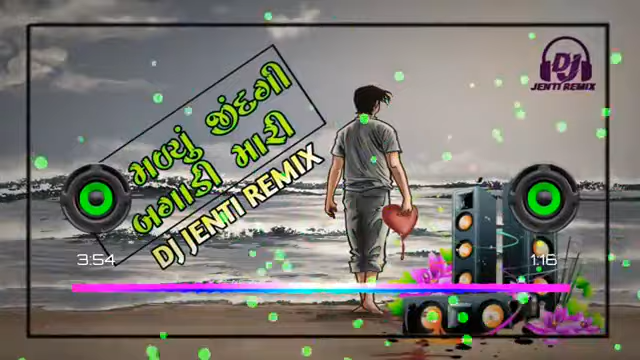 મળ્યું જીંદગી
બગાડી મારી
DJ JENTI REMIX
DJ
JENTI REMIX
3:54
1:16